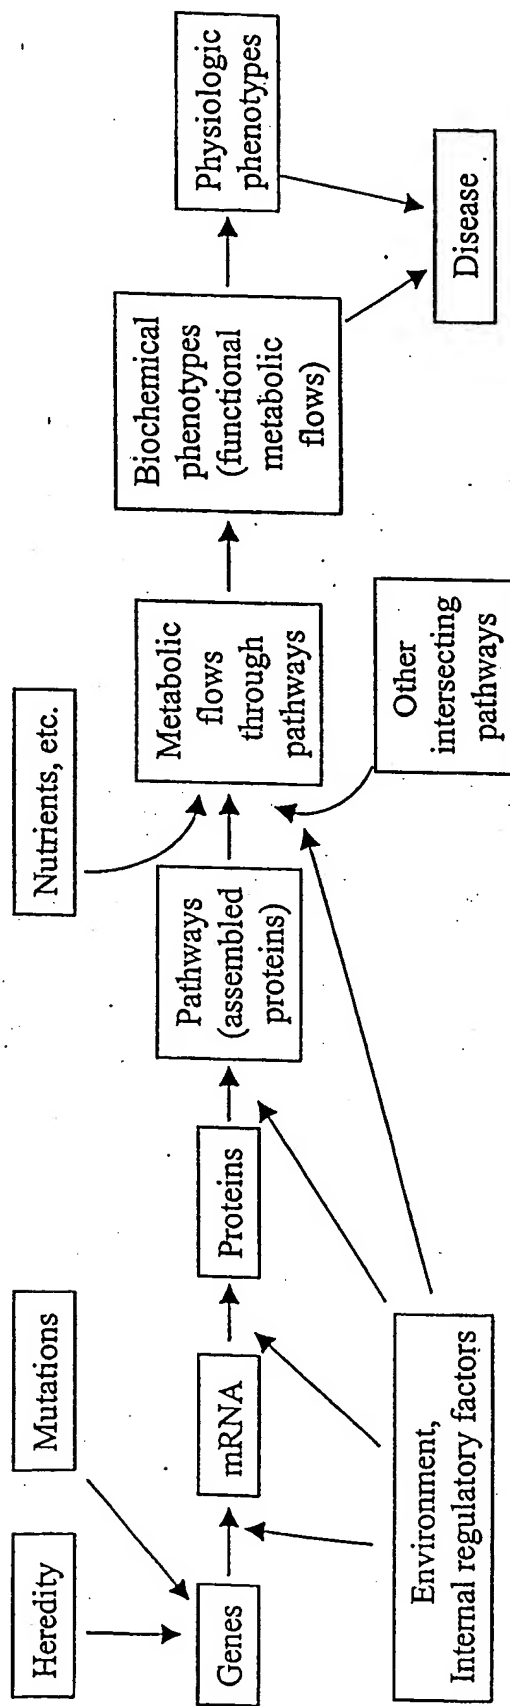 Heredity
Mutations
Nutrients, etc.
Genes
mRNA
Proteins
Pathways
(assembled
proteins)
Metabolic
flows
through
pathways
Biochemical
phenotypes
(functional
metabolic
flows)
Physiologic
phenotypes
Environment,
Internal regulatory factors
Other
intersecting
pathways
Disease